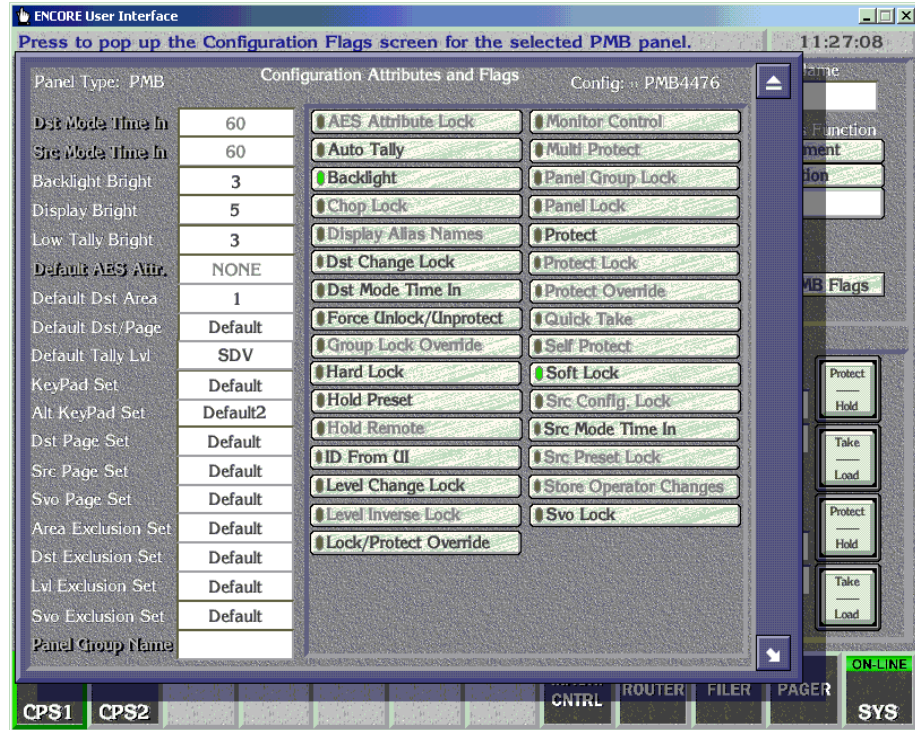 ENCORE User Interface
Press to pop up the Configuration Flags screen for the selected PMB panel. 11:27:08
Panel Type: PMB
Configuration Attributes and Flags
Config: :: PMB4476
Dst Mode Time In 60
Src Mode Time In 60
Backlight Bright 3
Display Bright 5
Low Tally Bright 3
Default AES Attr. NONE
Default Dst Area 1
Default Dst/Page Default
Default Tally Lvl SDV
KeyPad Set Default
Alt KeyPad Set Default2
Dst Page Set Default
Src Page Set Default
Svo Page Set Default
Area Exclusion Set Default
Dst Exclusion Set Default
Lvl Exclusion Set Default
Svo Exclusion Set Default
Panel Group Name
AES Attribute Lock
Auto Tally
Backlight
Chop Lock
Display Alias Names
Dst Change Lock
Dst Mode Time In
Force Unlock/Unprotect
Group Lock Override
Hard Lock
Hold Preset
Hold Remote
ID From UI
Level Change Lock
Level Inverse Lock
Lock/Protect Override
Monitor Control
Multi Protect
Panel Group Lock
Panel Lock
Protect
Protect Lock
Protect Override
Quick Take
Self Protect
Soft Lock
Src Config. Lock
Src Mode Time In
Src Preset Lock
Store Operator Changes
Svo Lock
Function
Flags
Protect
Hold
Take
Load
Protect
Hold
Take
Load
CPS1
CPS2
CNTRL
ROUTER
FILER
PAGER
ON-LINE
SYS